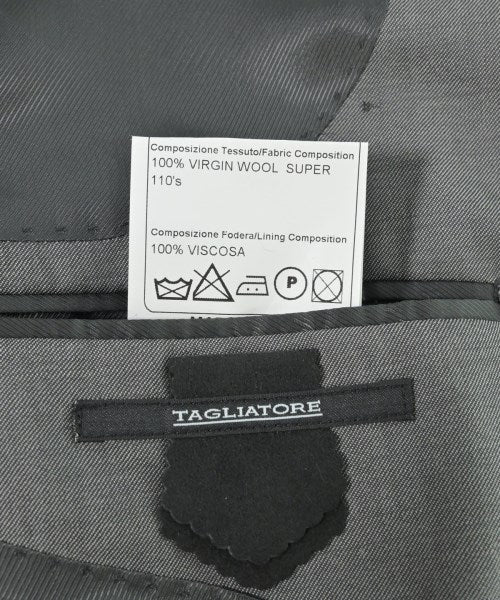 Composizione Tessuto/Fabric Composition
100% VIRGIN WOOL SUPER
110's
Composizione Fodera/Lining Composition
100% VISCOSA
P
TAGLIATORE